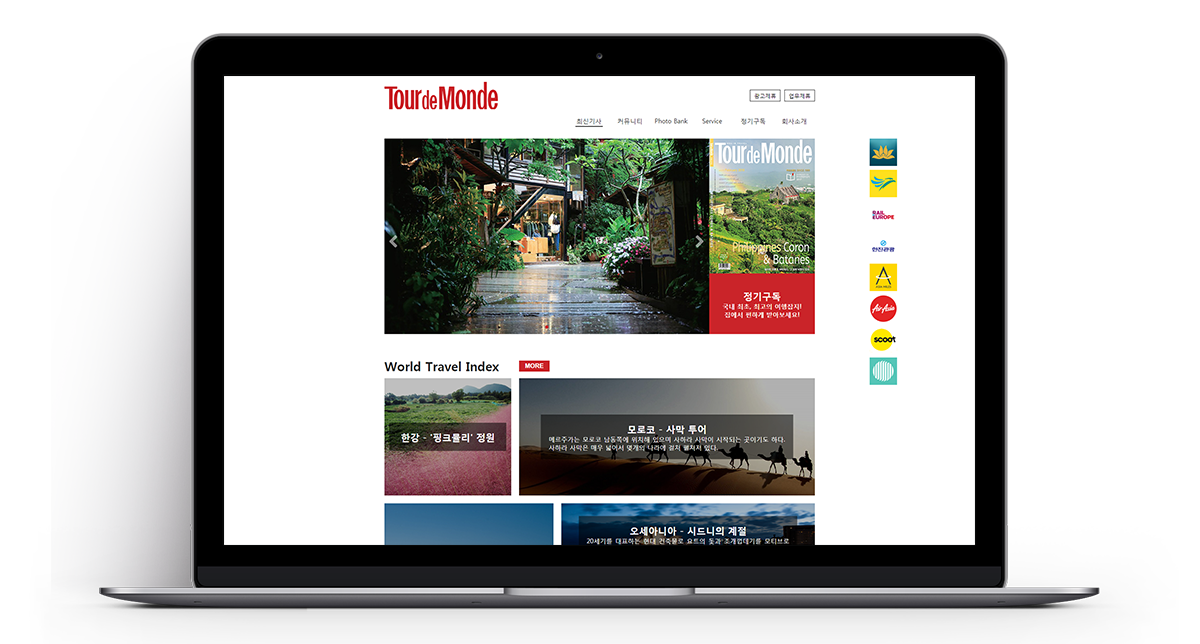 Tour de Monde
광고제휴
업무제휴
최신기사
커뮤니티
Photo Bank
Service
정기구독
회사소개
Tour de Monde
Philippines Coron
& Batanes
정기구독
국내 최초, 최고의 여행잡지!
집에서 편하게 받아보세요!
RAIL
EUROPE
한진관광
AirAsia
scoot
World Travel Index
MORE
한강 - '핑크뮬리' 정원
모로코 - 사막 투어
메르주가는 모로코 남동쪽에 위치해 있으며 사하라 사막이 시작되는 곳이기도 하다.
사하라 사막은 매우 넓어서 몇개의 나라에 걸쳐 펼쳐져 있다.
오세아니아 - 시드니의 계절
20세기를 대표하는 현대 건축물로 요트의 돛과 조개껍데기를 모티브로